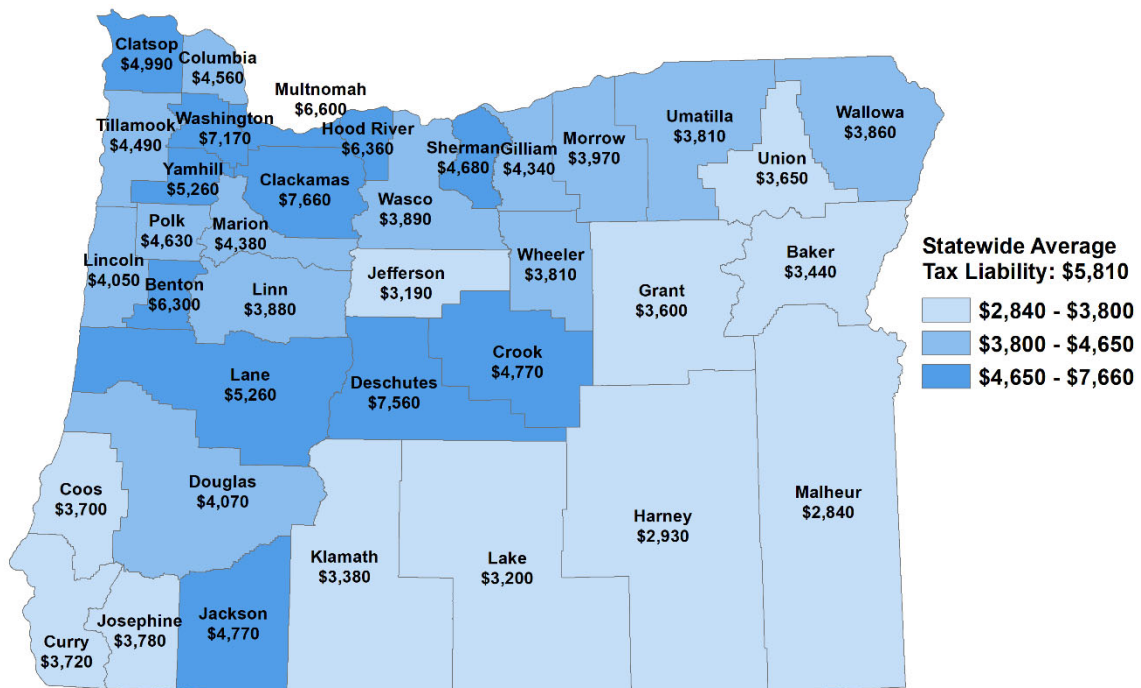 Clatsop
$4,990
Columbia
$4,560
Multnomah
$6,600
Tillamook
$4,490
Washington
$7,170
Hood River
$6,360
Sherman
$4,680
Gilliam
$4,340
Morrow
$3,970
Umatilla
$3,810
Wallowa
$3,860
Union
$3,650
Yamhill
$5,260
Clackamas
$7,660
Wasco
$3,890
Polk
$4,630
Marion
$4,380
Lincoln
$4,050
Benton
$6,300
Linn
$3,880
Jefferson
$3,190
Wheeler
$3,810
Grant
$3,600
Baker
$3,440
Lane
$5,260
Deschutes
$7,560
Crook
$4,770
Coos
$3,700
Douglas
$4,070
Klamath
$3,380
Lake
$3,200
Harney
$2,930
Malheur
$2,840
Curry
$3,720
Josephine
$3,780
Jackson
$4,770
Statewide Average
Tax Liability: $5,810
$2,840 - $3,800
$3,800 - $4,650
$4,650 - $7,660